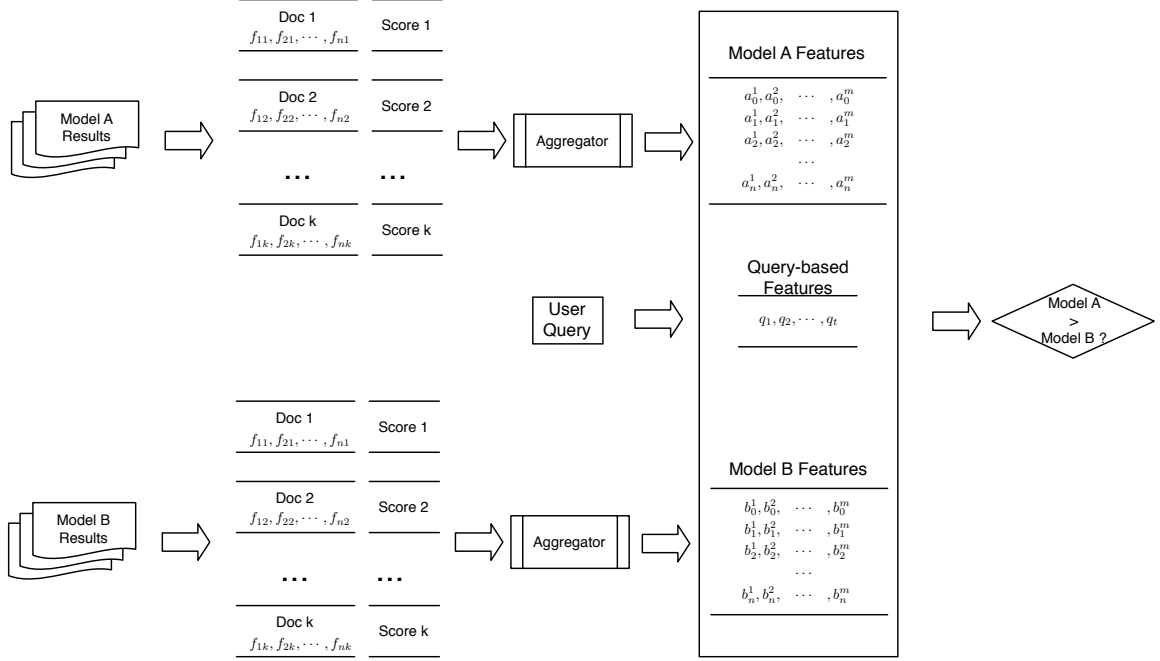 Model A
Results
Doc 1
f_{11}, f_{21}, ··· , f_{n1}
Score 1
Doc 2
f_{12}, f_{22}, ··· , f_{n2}
Score 2
...
...
Doc k
f_{1k}, f_{2k}, ··· , f_{nk}
Score k
Aggregator
Model A Features
a_0^1, a_0^2, ··· , a_0^m
a_1^1, a_1^2, ··· , a_1^m
a_2^1, a_2^2, ··· , a_2^m
···
a_n^1, a_n^2, ··· , a_n^m
User
Query
Query-based
Features
q_1, q_2, ··· , q_t
Model A
>
Model B ?
Model B
Results
Doc 1
f_{11}, f_{21}, ··· , f_{n1}
Score 1
Doc 2
f_{12}, f_{22}, ··· , f_{n2}
Score 2
...
...
Doc k
f_{1k}, f_{2k}, ··· , f_{nk}
Score k
Aggregator
Model B Features
b_0^1, b_0^2, ··· , b_0^m
b_1^1, b_1^2, ··· , b_1^m
b_2^1, b_2^2, ··· , b_2^m
···
b_n^1, b_n^2, ··· , b_n^m